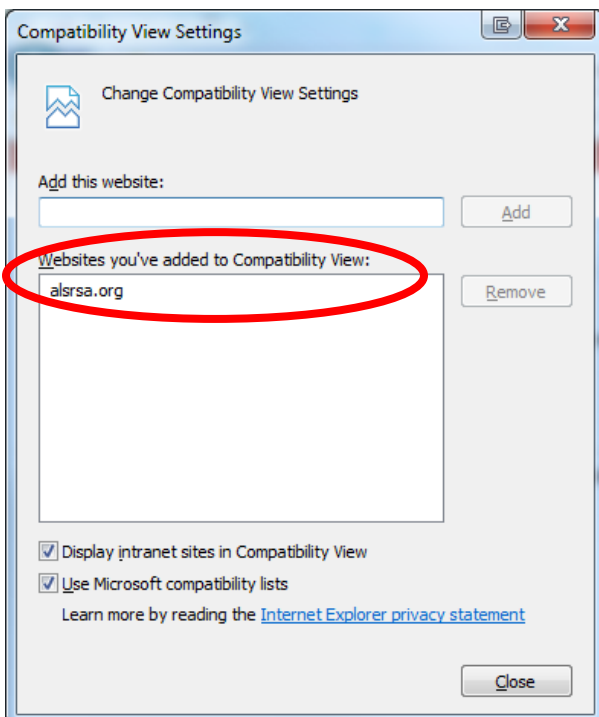 Compatibility View Settings
Change Compatibility View Settings
Add this website:
Add
Websites you've added to Compatibility View:
alsrsa.org
Remove
Display intranet sites in Compatibility View
Use Microsoft compatibility lists
Learn more by reading the Internet Explorer privacy statement
Close